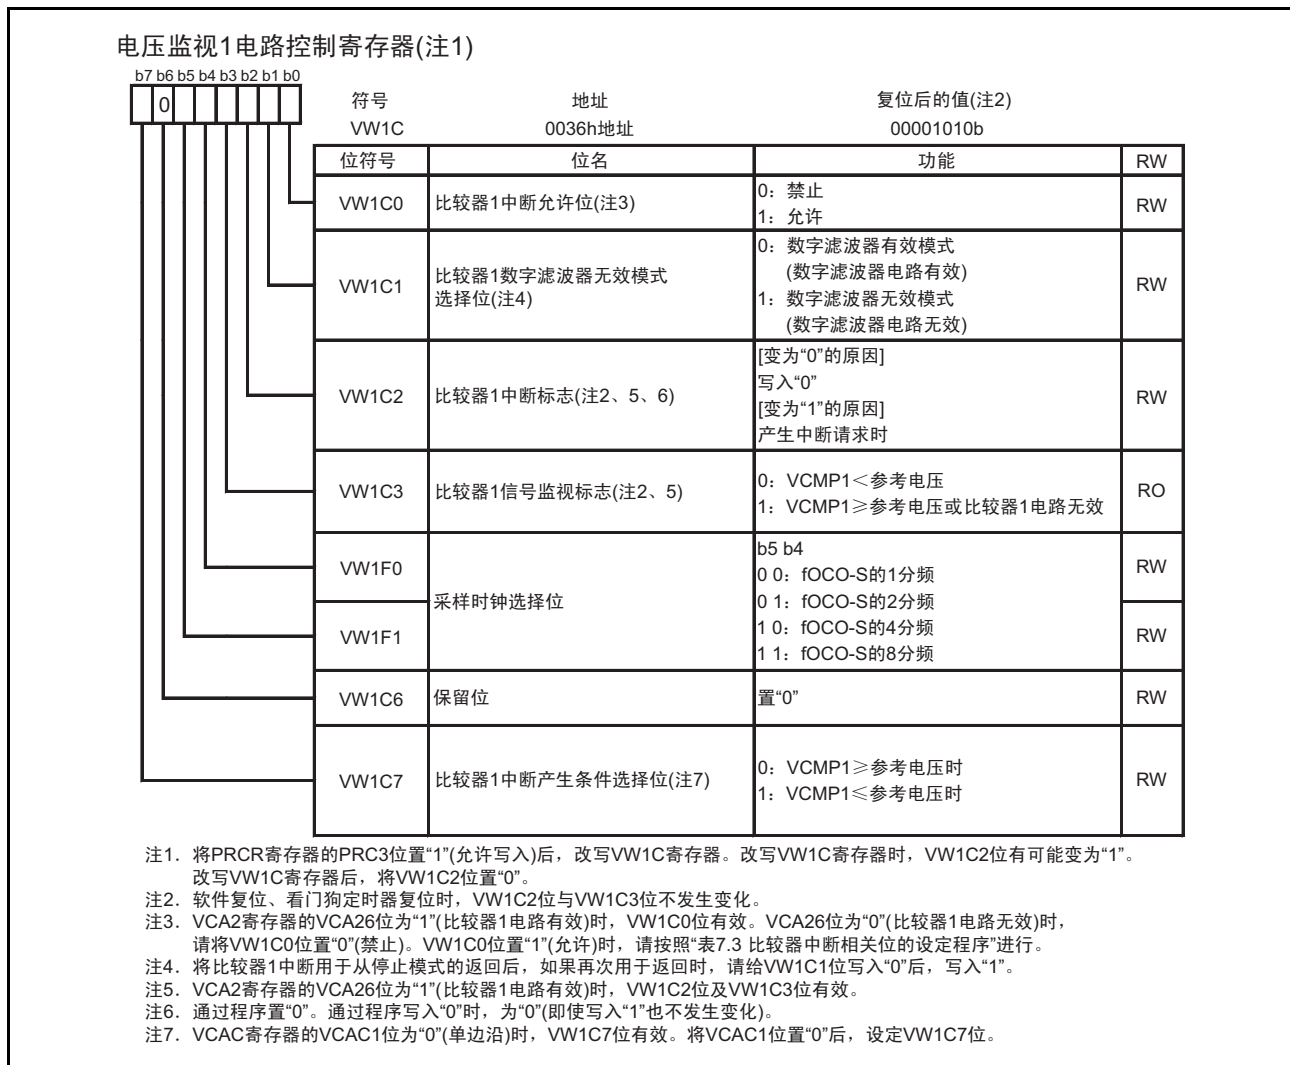 电压监视1电路控制寄存器(注1)
b7 b6 b5 b4 b3 b2 b1 b0
0
符号 地址 复位后的值(注2)
VW1C 0036h地址 00001010b
位符号 位名 功能 RW
VW1C0 比较器1中断允许位(注3) 0：禁止
1：允许 RW
VW1C1 比较器1数字滤波器无效模式
选择位(注4) 0：数字滤波器有效模式
(数字滤波器电路有效)
1：数字滤波器无效模式
(数字滤波器电路无效) RW
VW1C2 比较器1中断标志(注2、5、6) [变为“0”的原因]
写入“0”
[变为“1”的原因]
产生中断请求时 RW
VW1C3 比较器1信号监视标志(注2、5) 0：VCMP1＜参考电压
1：VCMP1≥参考电压或比较器1电路无效 RO
VW1F0 采样时钟选择位 b5 b4
0 0：fOCO-S的1分频 RW
0 1：fOCO-S的2分频
VW1F1 1 0：fOCO-S的4分频 RW
1 1：fOCO-S的8分频
VW1C6 保留位 置“0” RW
VW1C7 比较器1中断产生条件选择位(注7) 0：VCMP1≥参考电压时
1：VCMP1≤参考电压时 RW
注1．将PRCR寄存器的PRC3位置“1”(允许写入)后，改写VW1C寄存器。改写VW1C寄存器时，VW1C2位有可能变为“1”。
改写VW1C寄存器后，将VW1C2位置“0”。
注2．软件复位、看门狗定时器复位时，VW1C2位与VW1C3位不发生变化。
注3．VCA2寄存器的VCA26位为“1”(比较器1电路有效)时，VW1C0位有效。VCA26位为“0”(比较器1电路无效)时，
请将VW1C0位置“0”(禁止)。VW1C0位置“1”(允许)时，请按照“表7.3 比较器中断相关位的设定程序”进行。
注4．将比较器1中断用于从停止模式的返回后，如果再次用于返回时，请给VW1C1位写入“0”后，写入“1”。
注5．VCA2寄存器的VCA26位为“1”(比较器1电路有效)时，VW1C2位及VW1C3位有效。
注6．通过程序置“0”。通过程序写入“0”时，为“0”(即使写入“1”也不发生变化)。
注7．VCAC寄存器的VCAC1位为“0”(单边沿)时，VW1C7位有效。将VCAC1位置“0”后，设定VW1C7位。